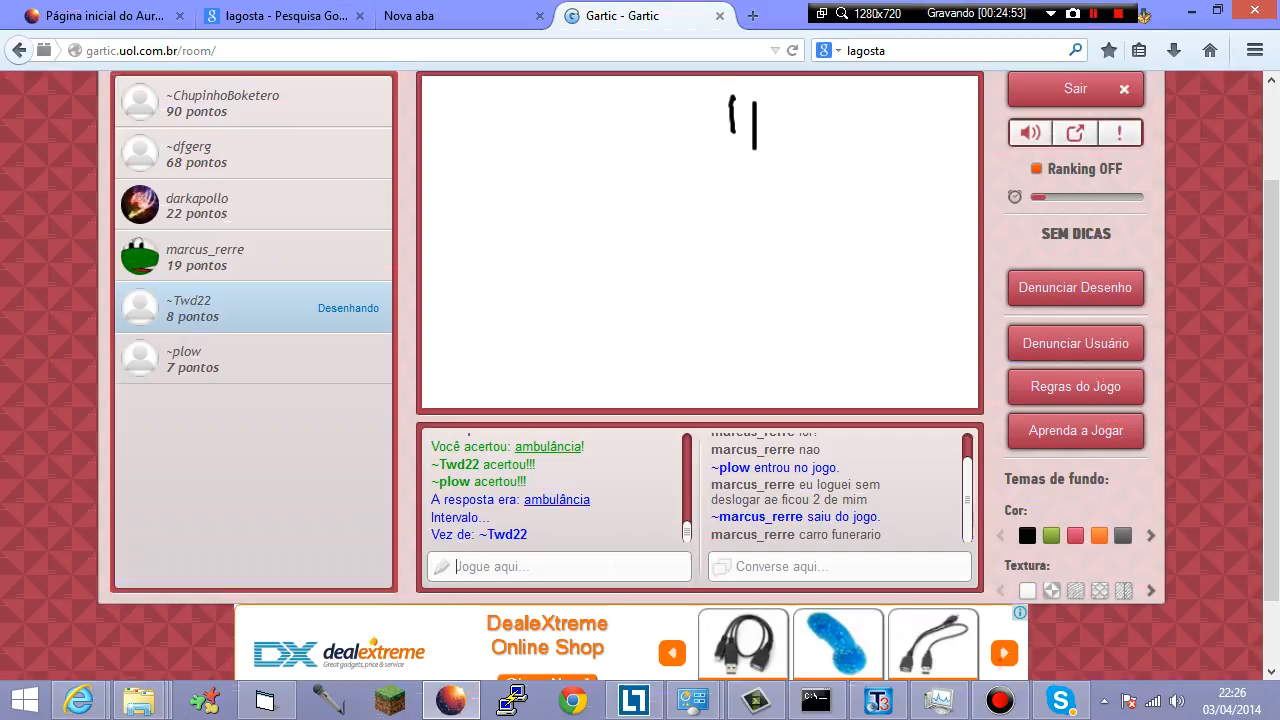 Página inicial do Aur...
lagosta - Pesquisa Go...
Nova aba
Gartic - Gartic
1280x720
Gravando [00:24:53]
gartic.uol.com.br/room/
lagosta
~ChupinhoBoketero
90 pontos
~dfgerg
68 pontos
darkapollo
22 pontos
marcus_rerre
19 pontos
~Twd22
8 pontos
Desenhando
~plow
7 pontos
Sair
Ranking OFF
SEM DICAS
Denunciar Desenho
Denunciar Usuário
Regras do Jogo
Aprenda a Jogar
Temas de fundo:
Cor:
Textura:
Você acertou: ambulância!
~Twd22 acertou!!!
~plow acertou!!!
A resposta era: ambulância
Intervalo...
Vez de: ~Twd22
Jogue aqui...
marcus_rerre nao
~plow entrou no jogo.
marcus_rerre eu loguei sem
deslogar ae ficou 2 de mim
~marcus_rerre saiu do jogo.
marcus_rerre carro funerario
Converse aqui...
DX dealextreme
Great gadgets, price & service
DealeXtreme
Online Shop
22:26
03/04/2014